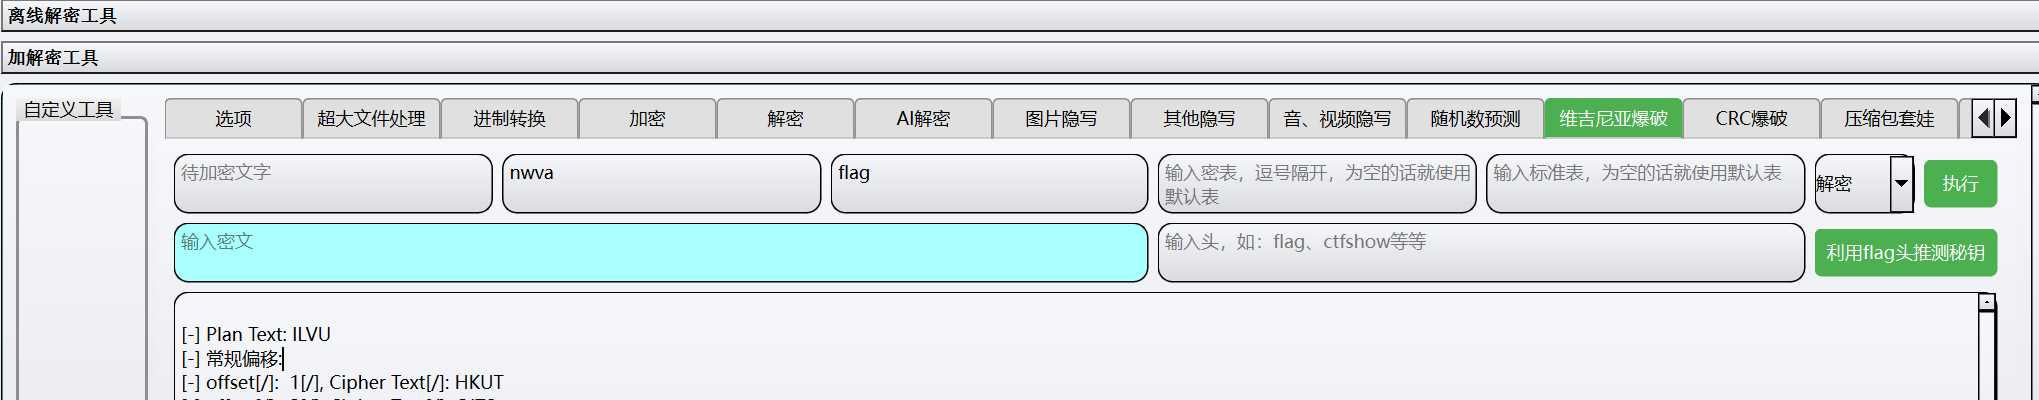 离线解密工具
加解密工具
自定义工具
选项 超大文件处理 进制转换 加密 解密 AI解密 图片隐写 其他隐写 音、视频隐写 随机数预测 维吉尼亚爆破 CRC爆破 压缩包套娃
待加密文字 nwva flag 输入密表，逗号隔开，为空的话就使用 输入标准表，为空的话就使用默认表 解密 执行
默认表
输入密文 输入头，如：flag、ctfshow等等 利用flag头推测秘钥
[-] Plan Text: ILVU
[-] 常规偏移:
[-] offset[/]:  1[/], Cipher Text[/]: HKUT